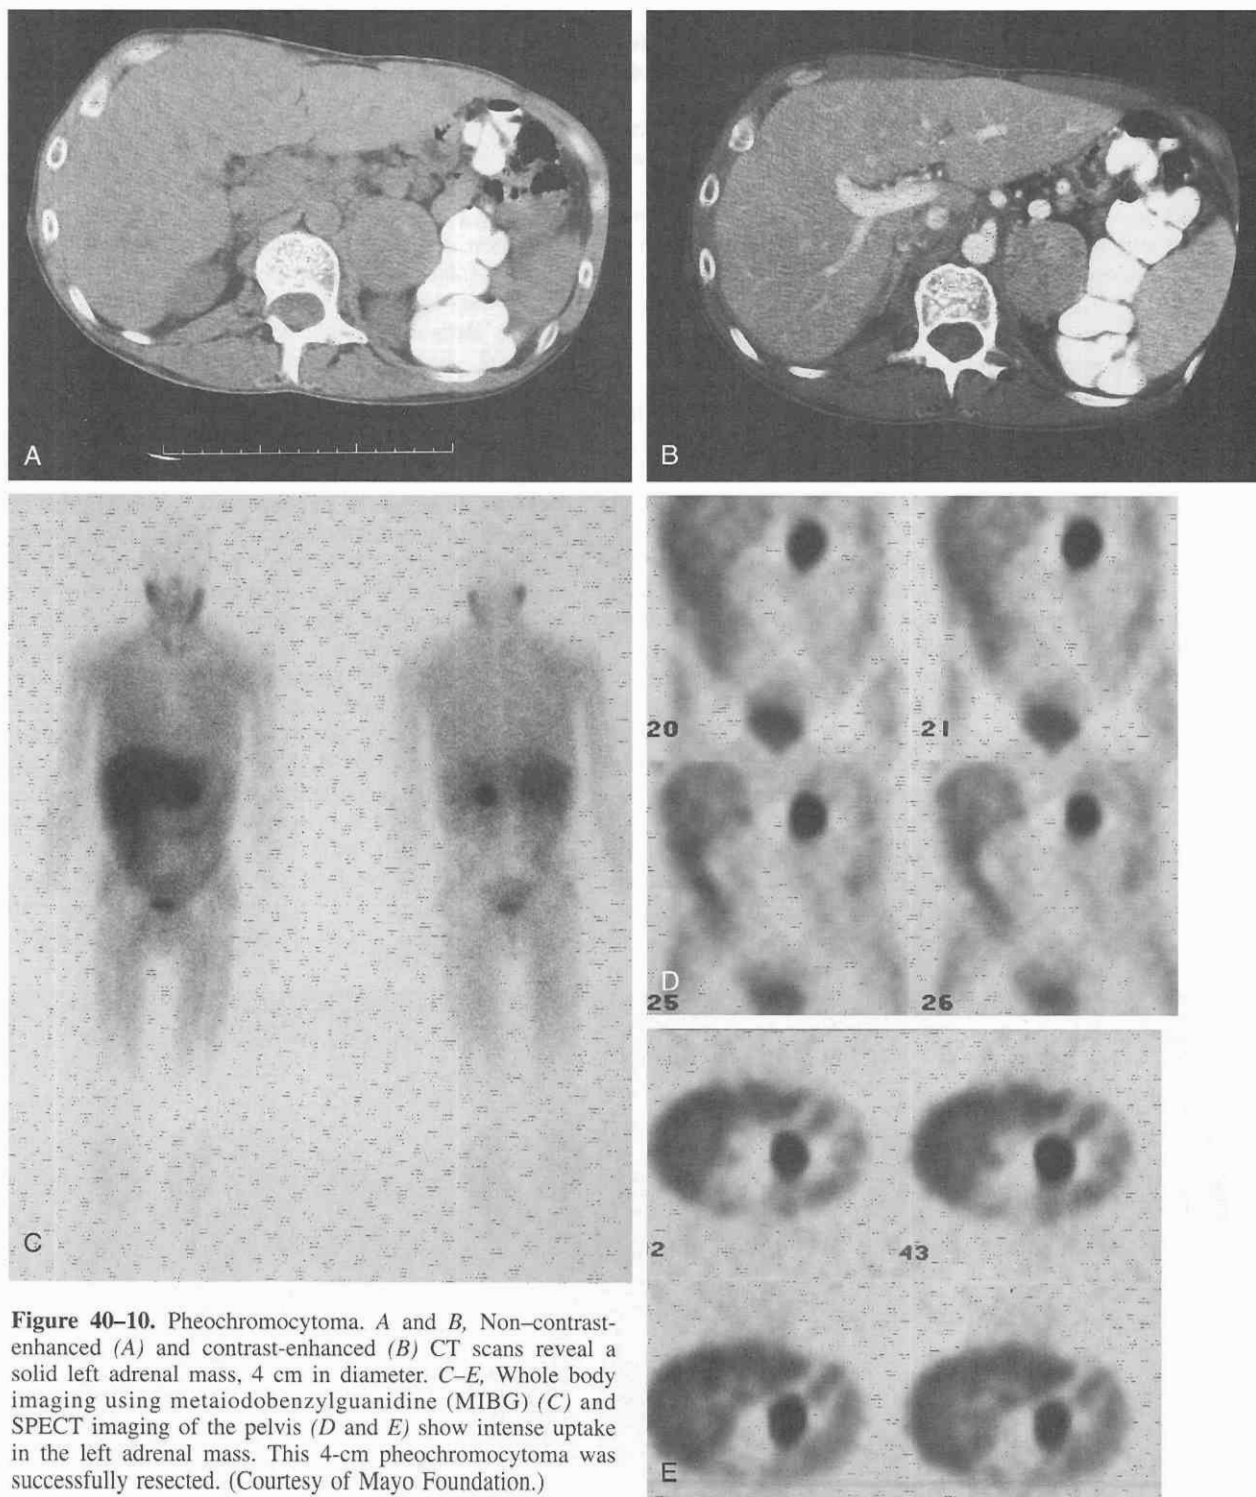 A
B
C
20
21
25
26
D
2
43
E
Figure 40–10. Pheochromocytoma. A and B, Non–contrast-
enhanced (A) and contrast-enhanced (B) CT scans reveal a
solid left adrenal mass, 4 cm in diameter. C–E, Whole body
imaging using metaiodobenzylguanidine (MIBG) (C) and
SPECT imaging of the pelvis (D and E) show intense uptake
in the left adrenal mass. This 4-cm pheochromocytoma was
successfully resected. (Courtesy of Mayo Foundation.)